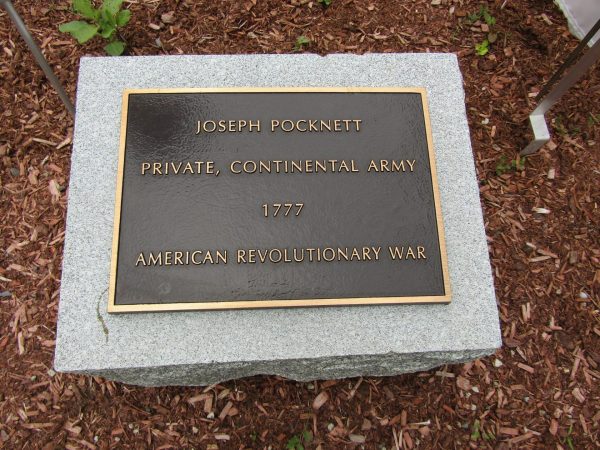 JOSEPH POCKNETT
PRIVATE, CONTINENTAL ARMY
1777
AMERICAN REVOLUTIONARY WAR